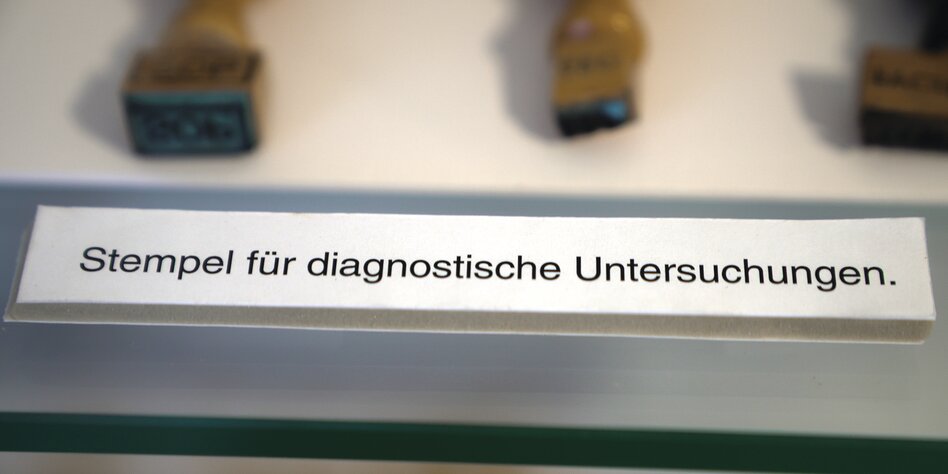 Stempel für diagnostische Untersuchungen.